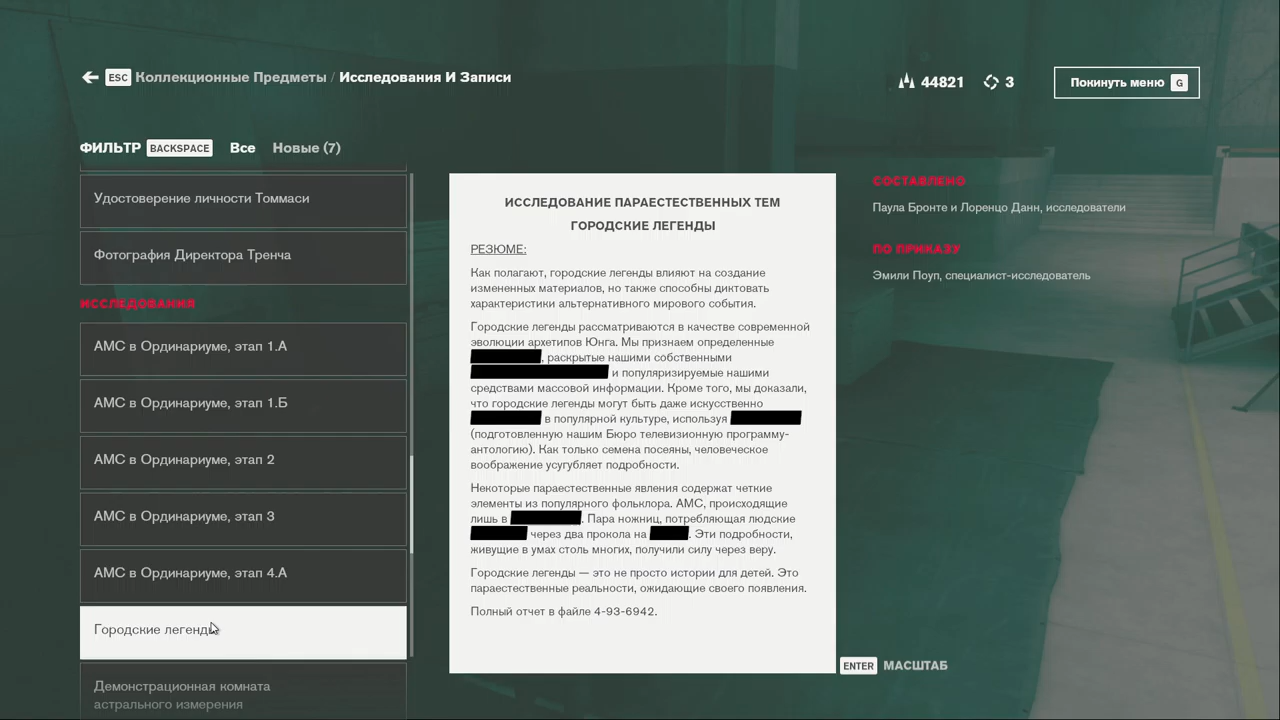 ESC Коллекционные Предметы / Исследования И Записи
44821
3
Покинуть меню G
ФИЛЬТР BACKSPACE Все Новые (7)
Удостоверение личности Томмаси
Фотография Директора Тренча
ИССЛЕДОВАНИЯ
АМС в Ординариуме, этап 1.А
АМС в Ординариуме, этап 1.Б
АМС в Ординариуме, этап 2
АМС в Ординариуме, этап 3
АМС в Ординариуме, этап 4.А
Городские легенды
Демонстрационная комната
астрального измерения
ИССЛЕДОВАНИЕ ПАРАЕСТЕСТВЕННЫХ ТЕМ
ГОРОДСКИЕ ЛЕГЕНДЫ
РЕЗЮМЕ:
Как полагают, городские легенды влияют на создание
измененных материалов, но также способны диктовать
характеристики альтернативного мирового события.
Городские легенды рассматриваются в качестве современной
эволюции архетипов Юнга. Мы признаем определенные
, раскрытые нашими собственными
и популяризируемые нашими
средствами массовой информации. Кроме того, мы доказали,
что городские легенды могут быть даже искусственно
в популярной культуре, используя
(подготовленную нашим Бюро телевизионную программу-
антологию). Как только семена посеяны, человеческое
воображение усугубляет подробности.
Некоторые параестественные явления содержат четкие
элементы из популярного фольклора. АМС, происходящие
лишь в . Пара ножниц, потребляющая людские
через два прокола на . Эти подробности,
живущие в умах столь многих, получили силу через веру.
Городские легенды — это не просто истории для детей. Это
параестественные реальности, ожидающие своего появления.
Полный отчет в файле 4-93-6942.
СОСТАВЛЕНО
Паула Бронте и Лоренцо Данн, исследователи
ПО ПРИКАЗУ
Эмили Поуп, специалист-исследователь
ENTER МАСШТАБ